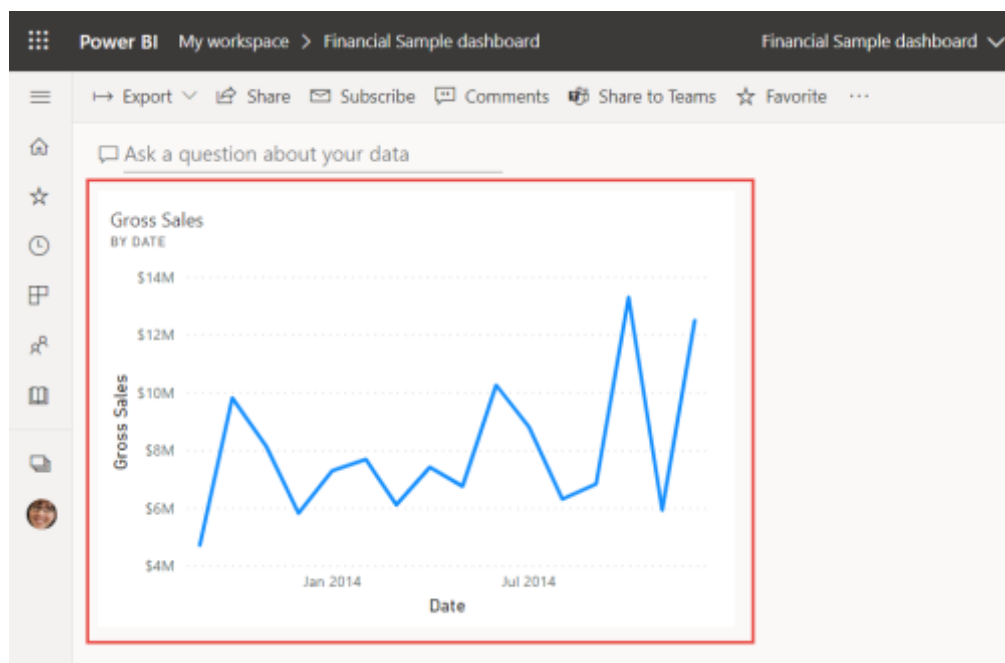 Power BI My workspace > Financial Sample dashboard Financial Sample dashboard
Export Share Subscribe Comments Share to Teams Favorite ...
Ask a question about your data
Gross Sales
BY DATE
$14M
$12M
$10M
$8M
$6M
$4M
Gross Sales
Jan 2014 Jul 2014
Date